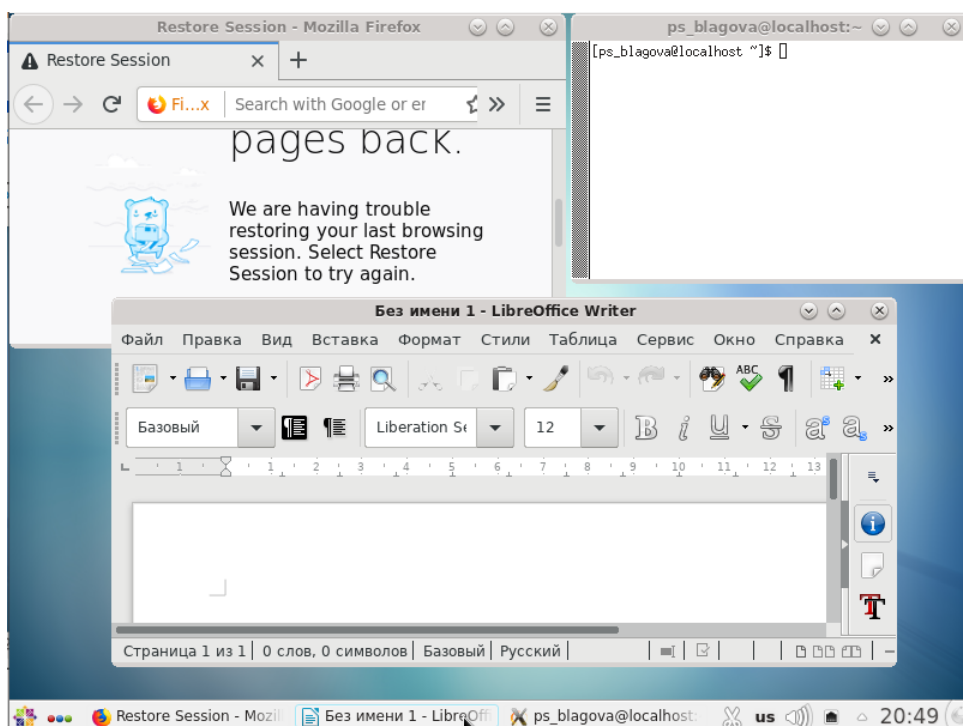 Restore Session - Mozilla Firefox
Restore Session
Fi...x Search with Google or er
pages back.
We are having trouble
restoring your last browsing
session. Select Restore
Session to try again.
ps_blagova@localhost:~
[ps_blagova@localhost ~]$
Без имени 1 - LibreOffice Writer
Файл Правка Вид Вставка Формат Стили Таблица Сервис Окно Справка
ABC
Базовый Liberation Se 12
1 1 2 3 4 5 6 7 8 9 10 11 12 13
Страница 1 из 1 0 слов, 0 символов Базовый Русский
Restore Session - Mozil Без имени 1 - LibreOffi ps_blagova@localhost: us 20:49